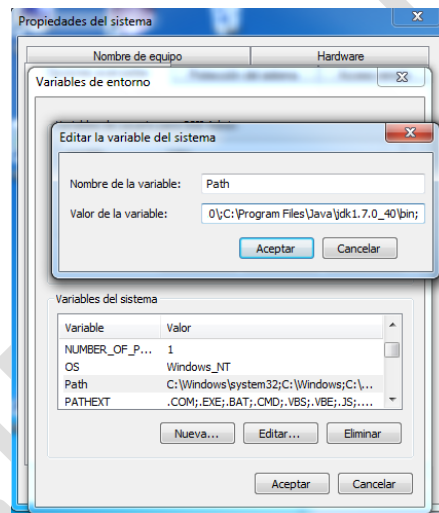 Propiedades del sistema
Nombre de equipo Hardware
Variables de entorno
Editar la variable del sistema
Nombre de la variable: Path
Valor de la variable: 0\;C:\Program Files\Java\jdk1.7.0_40\bin;
Aceptar Cancelar
Variables del sistema
Variable Valor
NUMBER_OF_P... 1
OS Windows_NT
Path C:\Windows\system32;C:\Windows;C:\...
PATHEXT .COM;.EXE;.BAT;.CMD;.VBS;.VBE;.JS;....
Nueva... Editar... Eliminar
Aceptar Cancelar